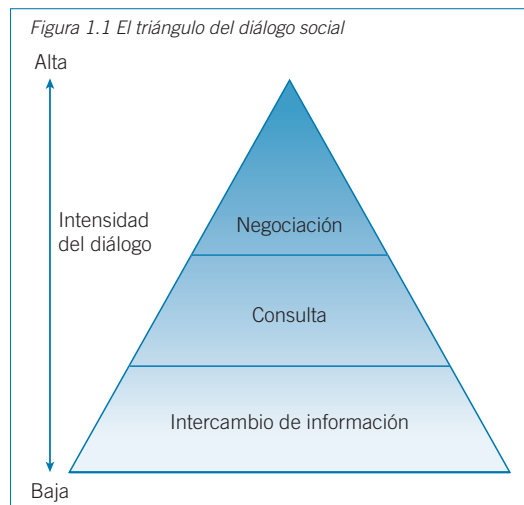 Figura 1.1 El triángulo del diálogo social
Alta
Intensidad
del diálogo
Negociación
Consulta
Intercambio de información
Baja